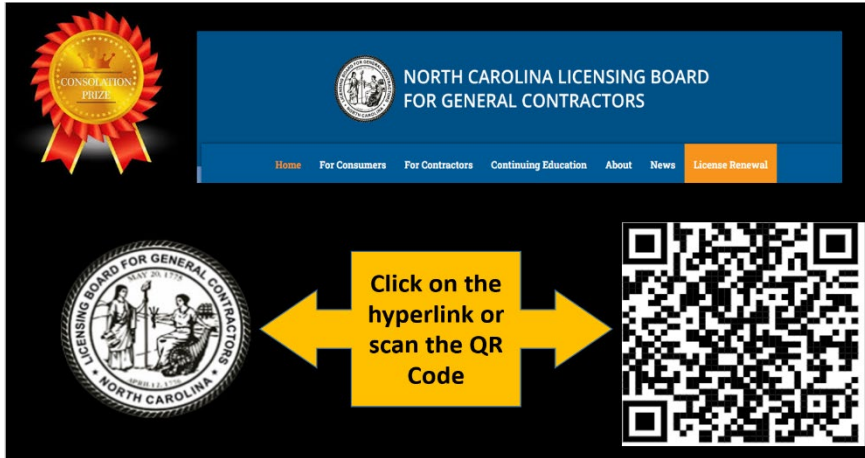 CONSOLATION
PRIZE
NORTH CAROLINA LICENSING BOARD
FOR GENERAL CONTRACTORS
Home For Consumers For Contractors Continuing Education About News License Renewal
LICENSING BOARD FOR GENERAL CONTRACTORS
MAY 20, 1775
APRIL 12, 1776
NORTH CAROLINA
Click on the
hyperlink or
scan the QR
Code